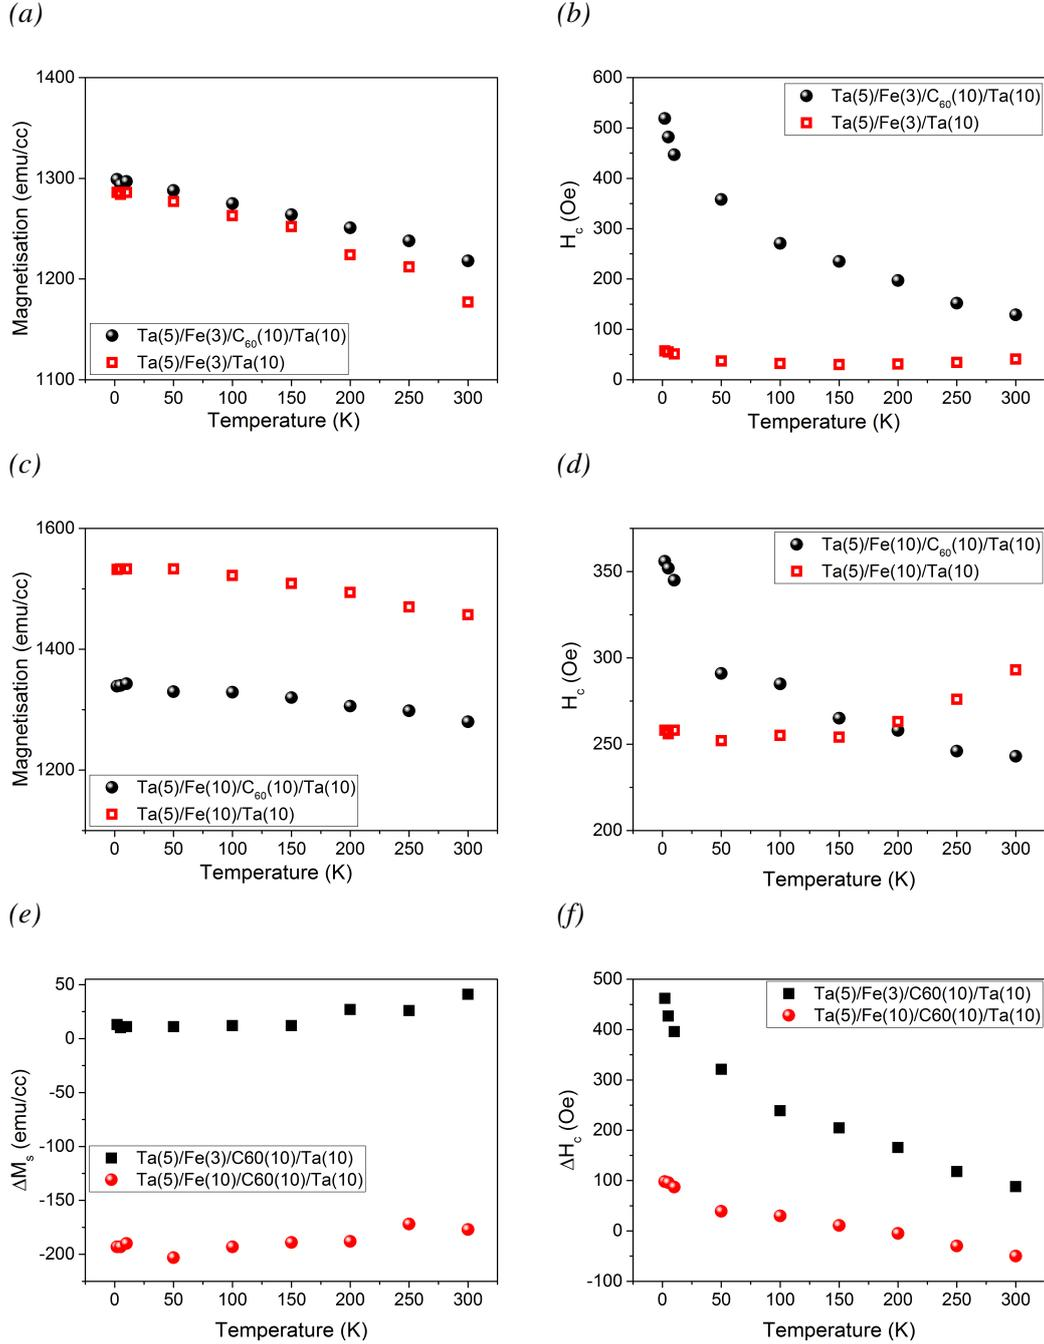 (a)
1400
1300
1200
1100
Magnetisation (emu/cc)
Ta(5)/Fe(3)/C60(10)/Ta(10)
Ta(5)/Fe(3)/Ta(10)
0 50 100 150 200 250 300
Temperature (K)
(b)
600
500
400
300
200
100
0
Hc (Oe)
Ta(5)/Fe(3)/C60(10)/Ta(10)
Ta(5)/Fe(3)/Ta(10)
0 50 100 150 200 250 300
Temperature (K)
(c)
1600
1400
1200
Magnetisation (emu/cc)
Ta(5)/Fe(10)/C60(10)/Ta(10)
Ta(5)/Fe(10)/Ta(10)
0 50 100 150 200 250 300
Temperature (K)
(d)
350
300
250
200
Hc (Oe)
Ta(5)/Fe(10)/C60(10)/Ta(10)
Ta(5)/Fe(10)/Ta(10)
0 50 100 150 200 250 300
Temperature (K)
(e)
50
0
-50
-100
-150
-200
ΔMs (emu/cc)
Ta(5)/Fe(3)/C60(10)/Ta(10)
Ta(5)/Fe(10)/C60(10)/Ta(10)
0 50 100 150 200 250 300
Temperature (K)
(f)
500
400
300
200
100
0
-100
ΔHc (Oe)
Ta(5)/Fe(3)/C60(10)/Ta(10)
Ta(5)/Fe(10)/C60(10)/Ta(10)
0 50 100 150 200 250 300
Temperature (K)